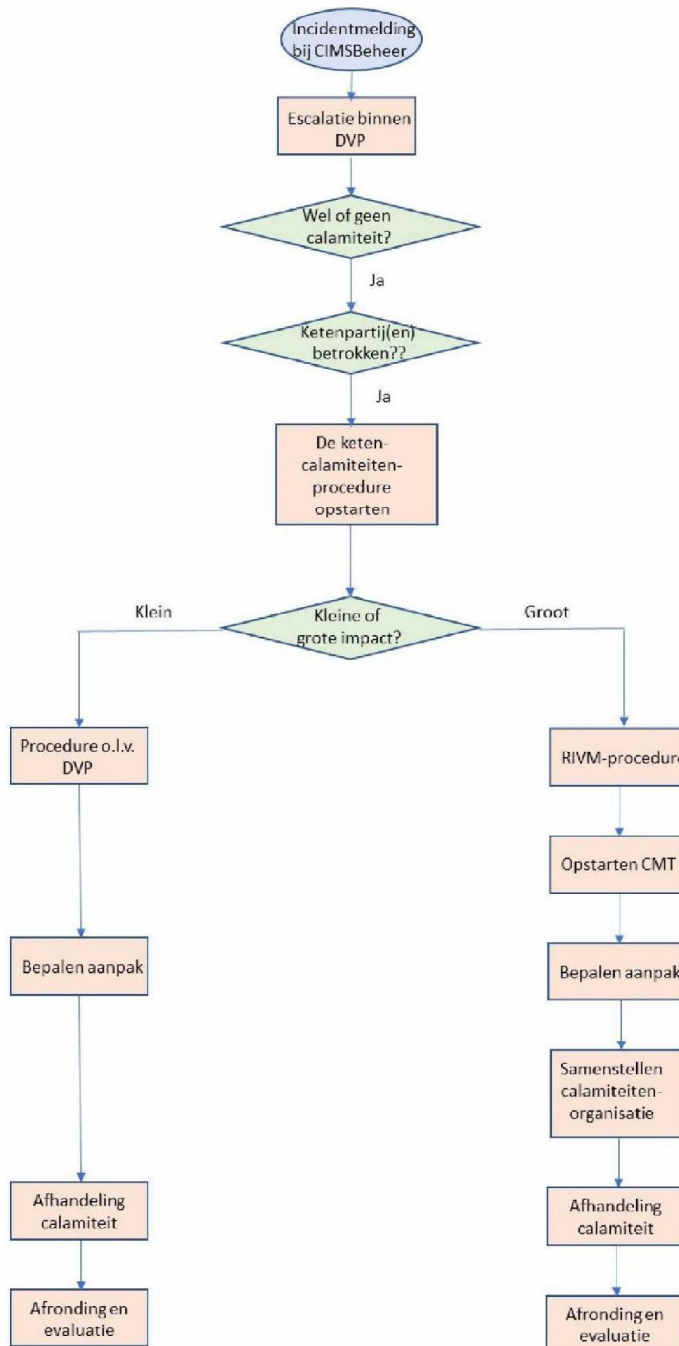 Incidentmelding
bij CIMSBeheer
Escalatie binnen
DVP
Wel of geen
calamiteit?
Ja
Ketenpartij(en)
betrokken??
Ja
De keten-
calamiteiten-
procedure
opstarten
Kleine of
grote impact?
Klein
Groot
Procedure o.l.v.
DVP
Bepalen aanpak
Afhandeling
calamiteit
Afronding en
evaluatie
RIVM-procedure
Opstarten CMT
Bepalen aanpak
Samenstellen
calamiteiten-
organisatie
Afhandeling
calamiteit
Afronding en
evaluatie